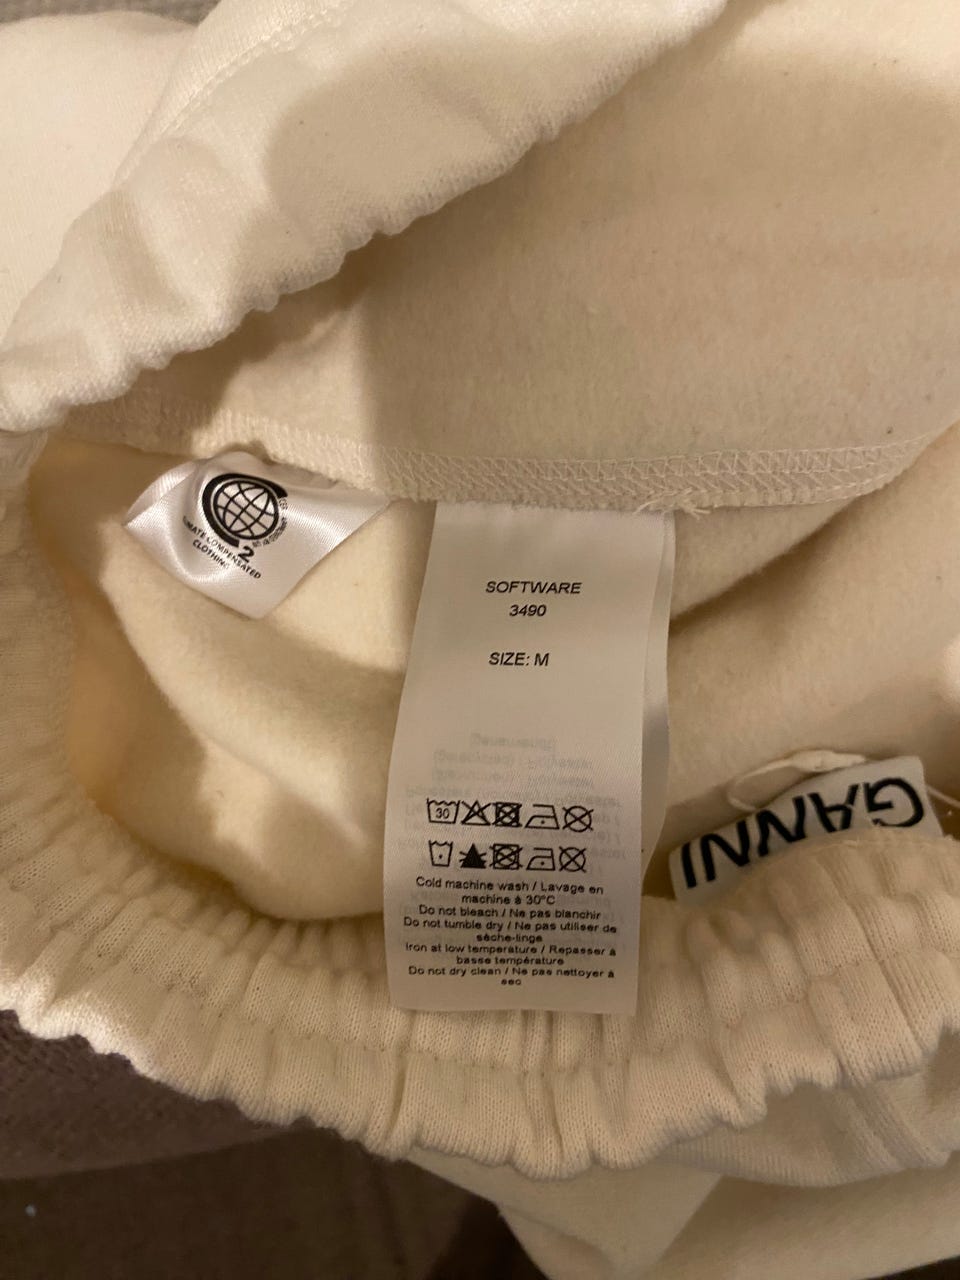 2
CLIMATE COMPENSATED
CLOTHING
SOFTWARE
3490
SIZE: M
30
Cold machine wash / Lavage en
machine à 30°C
Do not bleach / Ne pas blanchir
Do not tumble dry / Ne pas utiliser de
sèche-linge
Iron at low temperature / Repasser à
basse température
Do not dry clean / Ne pas nettoyer à
sec
GANNI